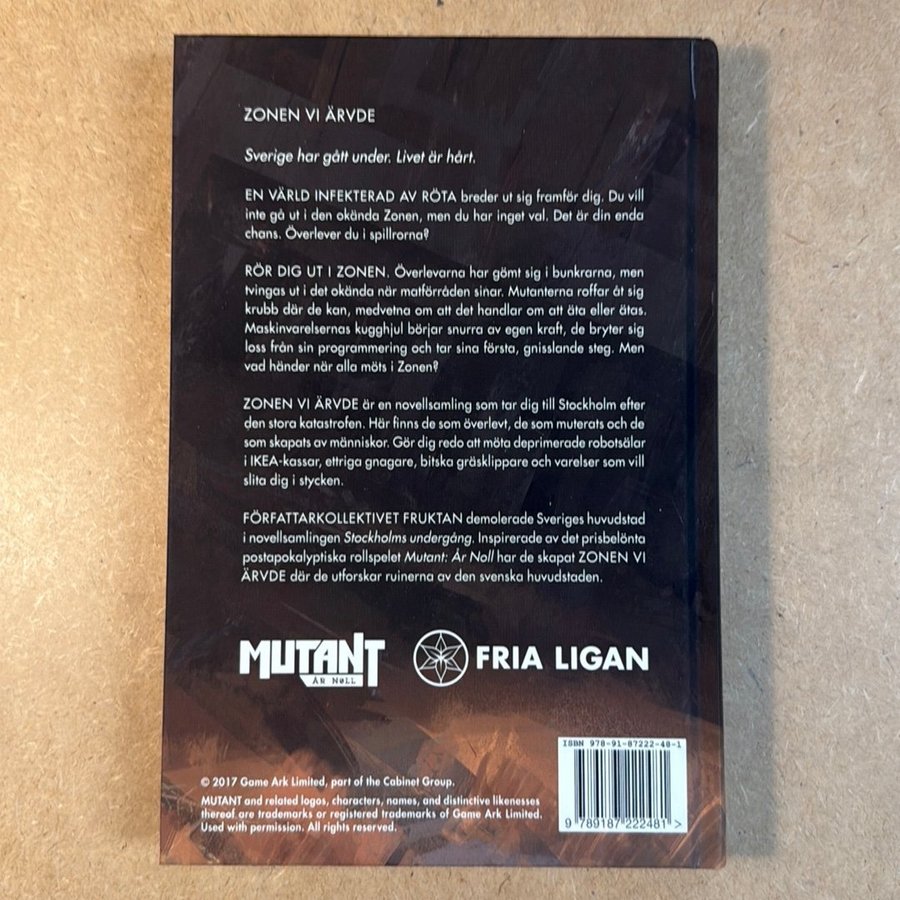 ZONEN VI ÄRVDE
Sverige har gått under. Livet är hårt.
EN VÄRLD INFEKTERAD AV RÖTA breder ut sig framför dig. Du vill
inte gå ut i den okända Zonen, men du har inget val. Det är din enda
chans. Överlever du i spillrorna?
RÖR DIG UT I ZONEN. Överlevarna har gömt sig i bunkrarna, men
tvingas ut i det okända när matförråden sinar. Mutanterna roffar åt sig
krubb där de kan, medvetna om att det handlar om att äta eller ätas.
Maskinvarelsernas kugghjul börjar snurra av egen kraft, de bryter sig
loss från sin programmering och tar sina första, gnisslande steg. Men
vad händer när alla möts i Zonen?
ZONEN VI ÄRVDE är en novellsamling som tar dig till Stockholm efter
den stora katastrofen. Här finns de som överlevt, de som muterats och de
som skapats av människor. Gör dig redo att möta deprimerade robotsälar
i IKEA-kassar, ettriga gnagare, bitska gräsklippare och varelser som vill
slita dig i stycken.
FÖRFATTARKOLLEKTIVET FRUKTAN demolerade Sveriges huvudstad
i novellsamlingen Stockholms undergång. Inspirerade av det prisbelönta
postapokalyptiska rollspelet Mutant: År Noll har de skapat ZONEN VI
ÄRVDE där de utforskar ruinerna av den svenska huvudstaden.
MUTANT
ÅR NØLL
FRIA LIGAN
ISBN 978-91-87222-48-1
9 789187 222481 >
© 2017 Game Ark Limited, part of the Cabinet Group.
MUTANT and related logos, characters, names, and distinctive likenesses
thereof are trademarks or registered trademarks of Game Ark Limited.
Used with permission. All rights reserved.